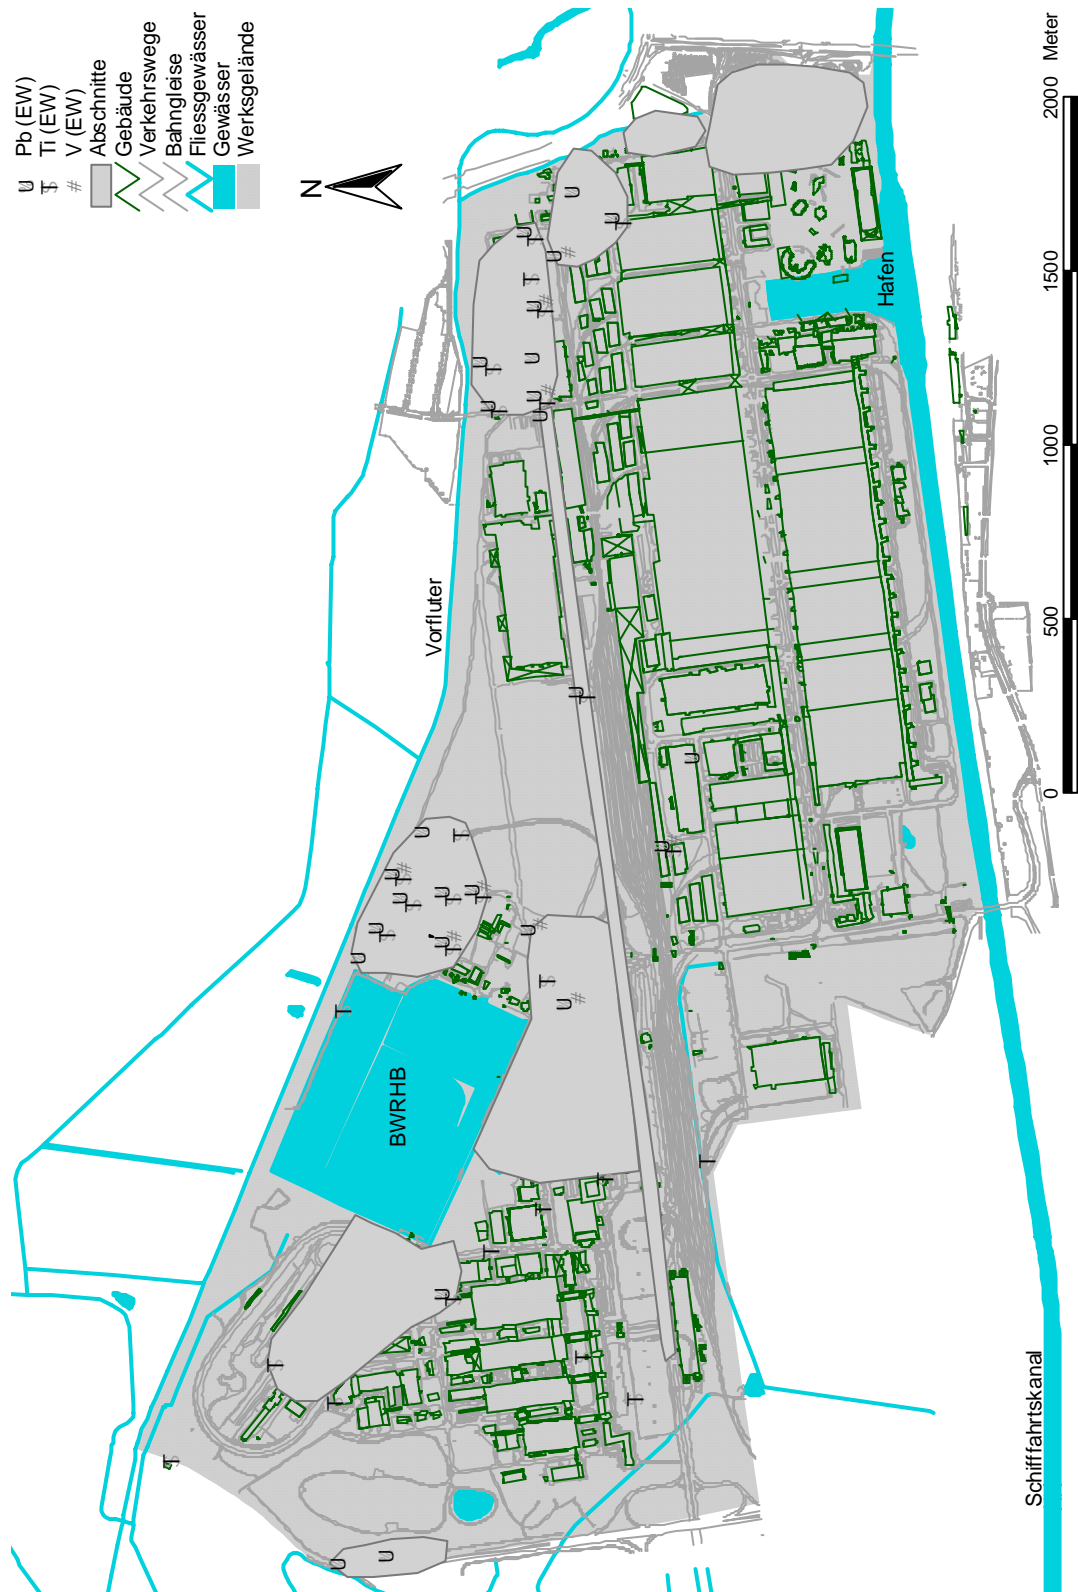 Pb (EW)
Ti (EW)
V (EW)
Abschnitte
Gebäude
Verkehrswege
Bahngleise
Fliessgewässer
Gewässer
Werksgelände
N
Vorfluter
BWRHB
Hafen
Schifffahrtskanal
0 500 1000 1500 2000 Meter